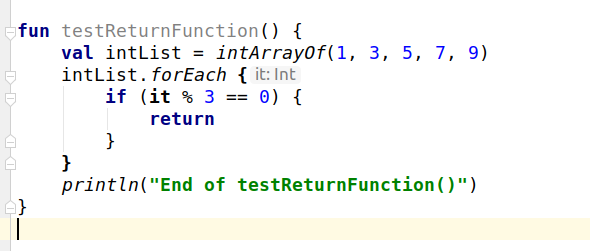 fun testReturnFunction() {
    val intList = intArrayOf(1, 3, 5, 7, 9)
    intList.forEach { it: Int
        if (it % 3 == 0) {
            return
        }
    }
    println("End of testReturnFunction()")
}